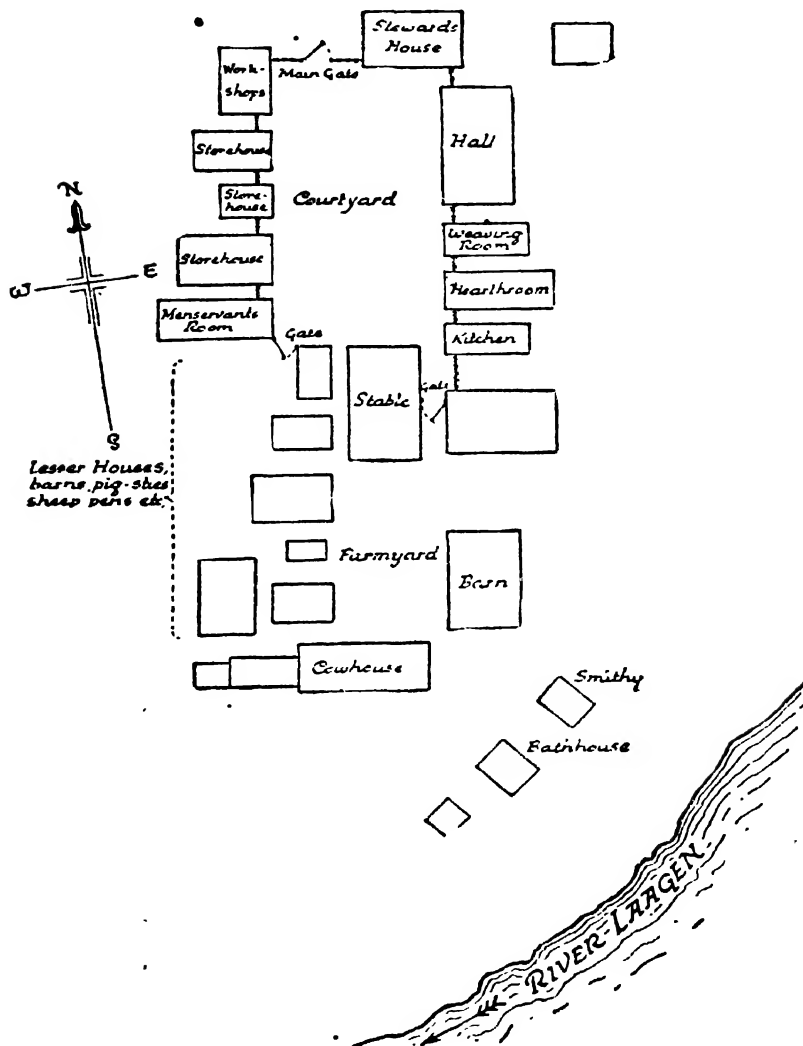 Stewards
House
Work-
shops
Main Gate
Hall
Storehouse
Store-
house
Courtyard
N
W
E
S
Weaving
Room
Storehouse
Hearthroom
Menservants
Room
Gate
Kitchen
Stable
Gate
Lesser Houses,
barns, pig-sties
sheep pens etc.
Farmyard
Barn
Cowhouse
Smithy
Bathhouse
RIVER LAAGEN